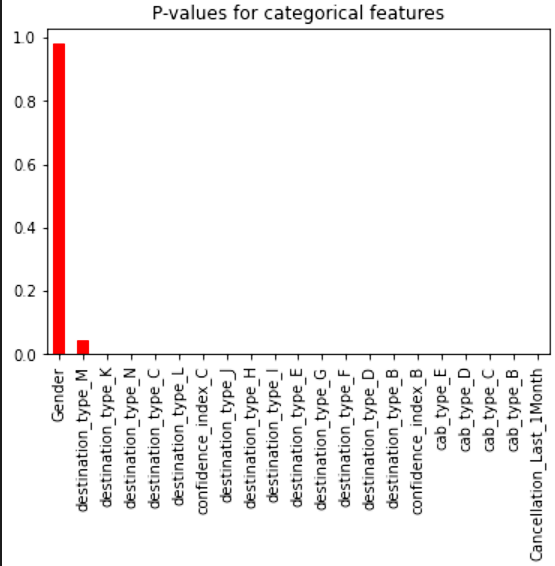 P-values for categorical features
1.0
0.8
0.6
0.4
0.2
0.0
Gender
destination_type_M
destination_type_K
destination_type_N
destination_type_C
destination_type_L
confidence_index_C
destination_type_J
destination_type_H
destination_type_I
destination_type_E
destination_type_G
destination_type_F
destination_type_D
destination_type_B
confidence_index_B
cab_type_E
cab_type_D
cab_type_C
cab_type_B
Cancellation_Last_1Month